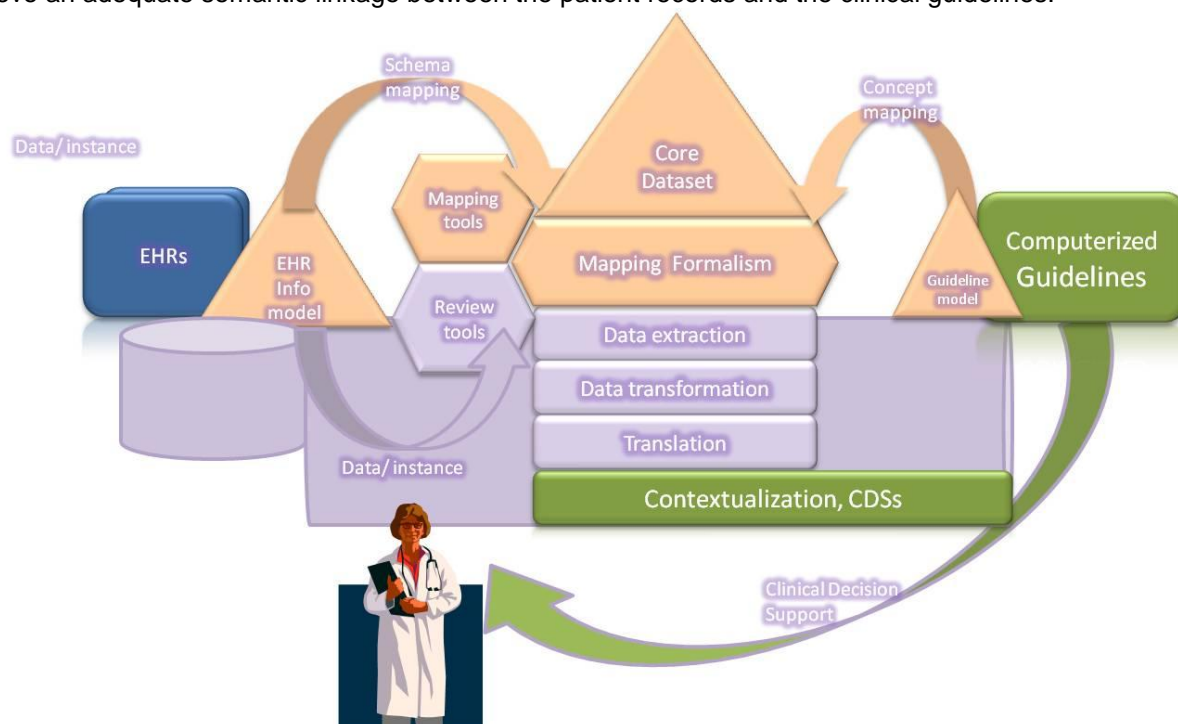 ove an adequate semantic linkage between the patient records and the clinical guidelines.
Schema
mapping
Concept
mapping
Data/ instance
Core
Dataset
Mapping
tools
EHRs
EHR
Info
model
Mapping Formalism
Guideline
model
Computerized
Guidelines
Review
tools
Data extraction
Data transformation
Translation
Data/ instance
Contextualization, CDSs
Clinical Decision
Support